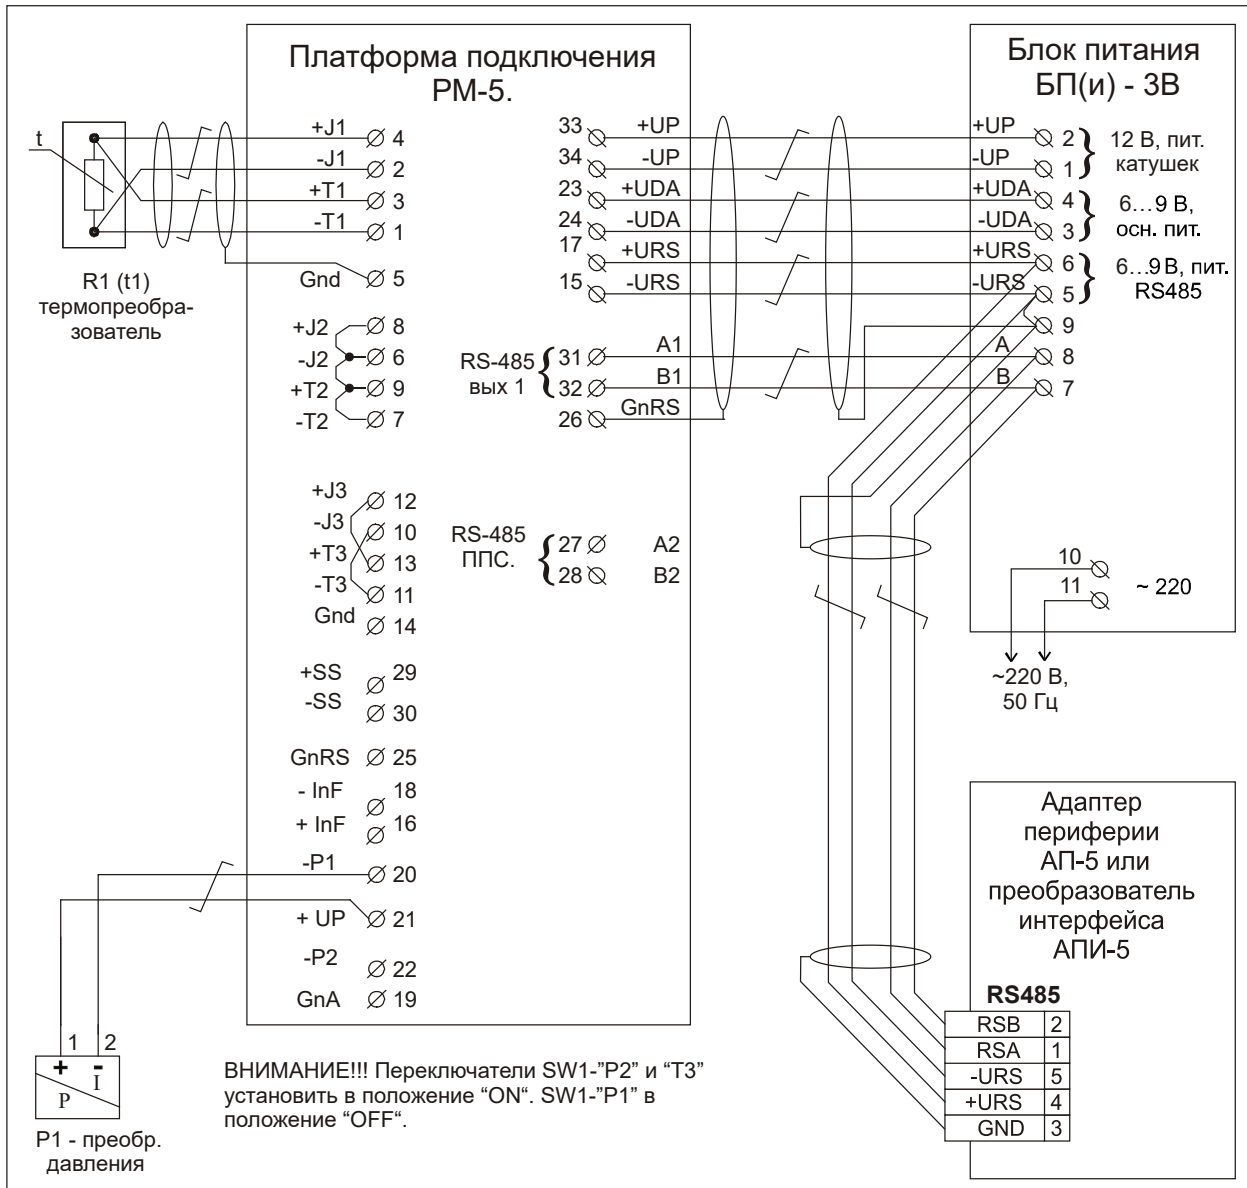 Платформа подключения
РМ-5.
Блок питания
БП(и) - 3В
t
R1 (t1)
термопреобра-
зователь
+J1 4
-J1 2
+T1 3
-T1 1
Gnd 5
+J2 8
-J2 6
+T2 9
-T2 7
+J3 12
-J3 10
+T3 13
-T3 11
Gnd 14
+SS 29
-SS 30
GnRS 25
- InF 18
+ InF 16
-P1 20
+ UP 21
-P2 22
GnA 19
33 +UP
34 -UP
23 +UDA
24 -UDA
17 +URS
15 -URS
RS-485
вых 1
31 A1
32 B1
26 GnRS
RS-485
ППС.
27 A2
28 B2
+UP 2
-UP 1
12 В, пит.
катушек
+UDA 4
-UDA 3
6...9 В,
осн. пит.
+URS 6
-URS 5
6...9 В, пит.
RS485
9
A 8
B 7
10
11
~ 220
~220 В,
50 Гц
Адаптер
периферии
АП-5 или
преобразователь
интерфейса
АПИ-5
RS485
RSB 2
RSA 1
-URS 5
+URS 4
GND 3
1 2
+ -
I
P
P1 - преобр.
давления
ВНИМАНИЕ!!! Переключатели SW1-”P2” и “T3”
установить в положение “ON“. SW1-”P1” в
положение “OFF“.